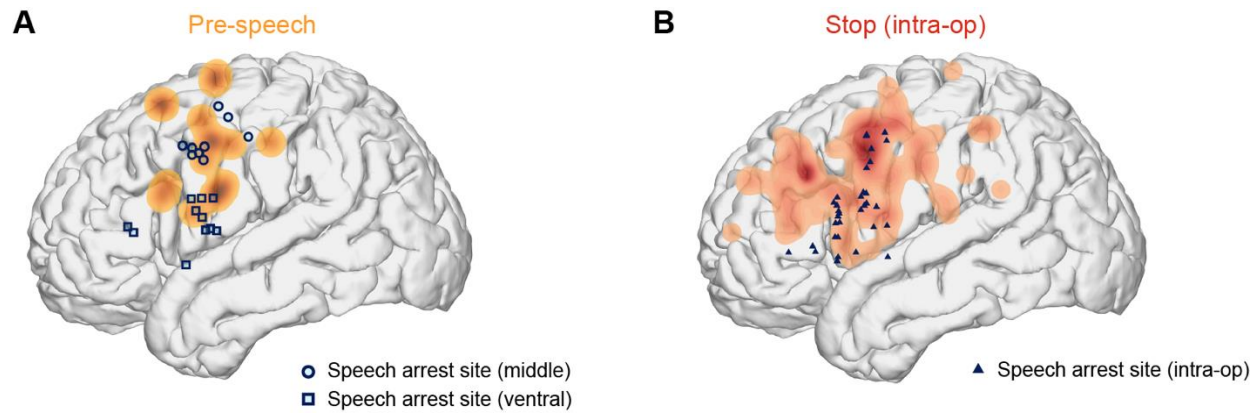 A
Pre-speech
B
Stop (intra-op)
Speech arrest site (middle)
Speech arrest site (ventral)
Speech arrest site (intra-op)